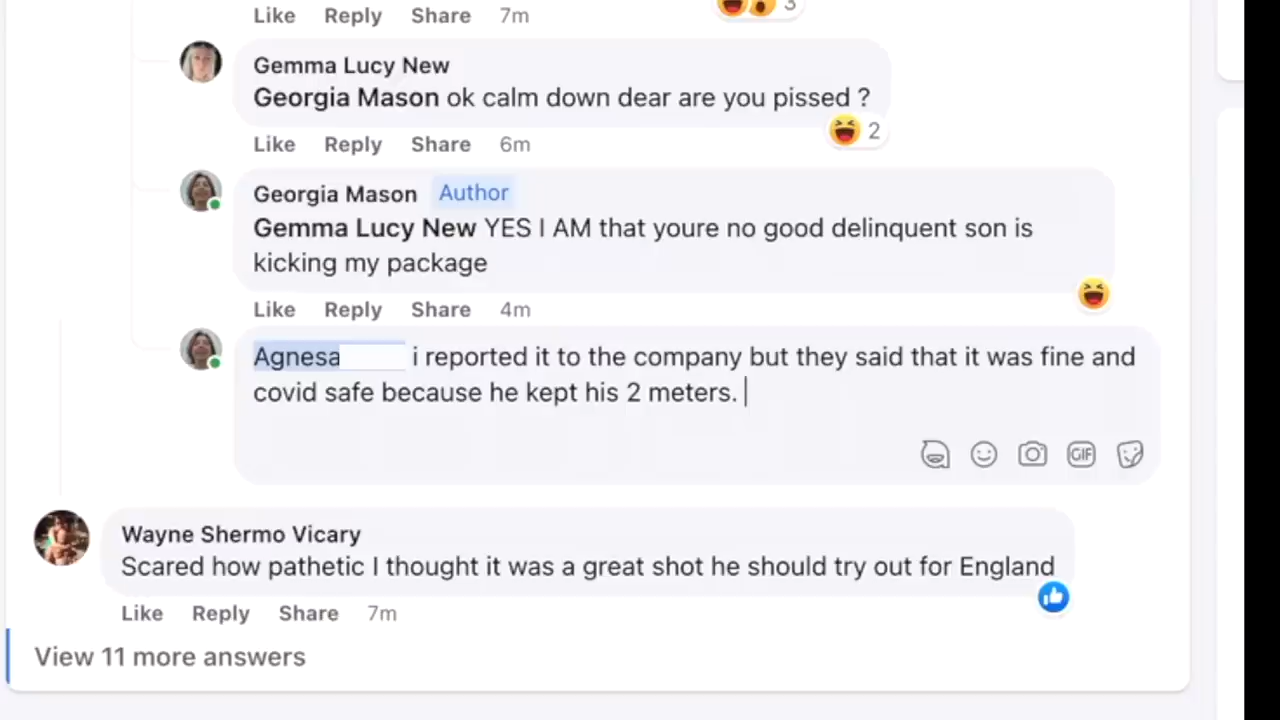 Like Reply Share 7m
3
Gemma Lucy New
Georgia Mason ok calm down dear are you pissed ?
2
Like Reply Share 6m
Georgia Mason Author
Gemma Lucy New YES I AM that youre no good delinquent son is
kicking my package
Like Reply Share 4m
Agnesa i reported it to the company but they said that it was fine and
covid safe because he kept his 2 meters.
GIF
Wayne Shermo Vicary
Scared how pathetic I thought it was a great shot he should try out for England
Like Reply Share 7m
View 11 more answers